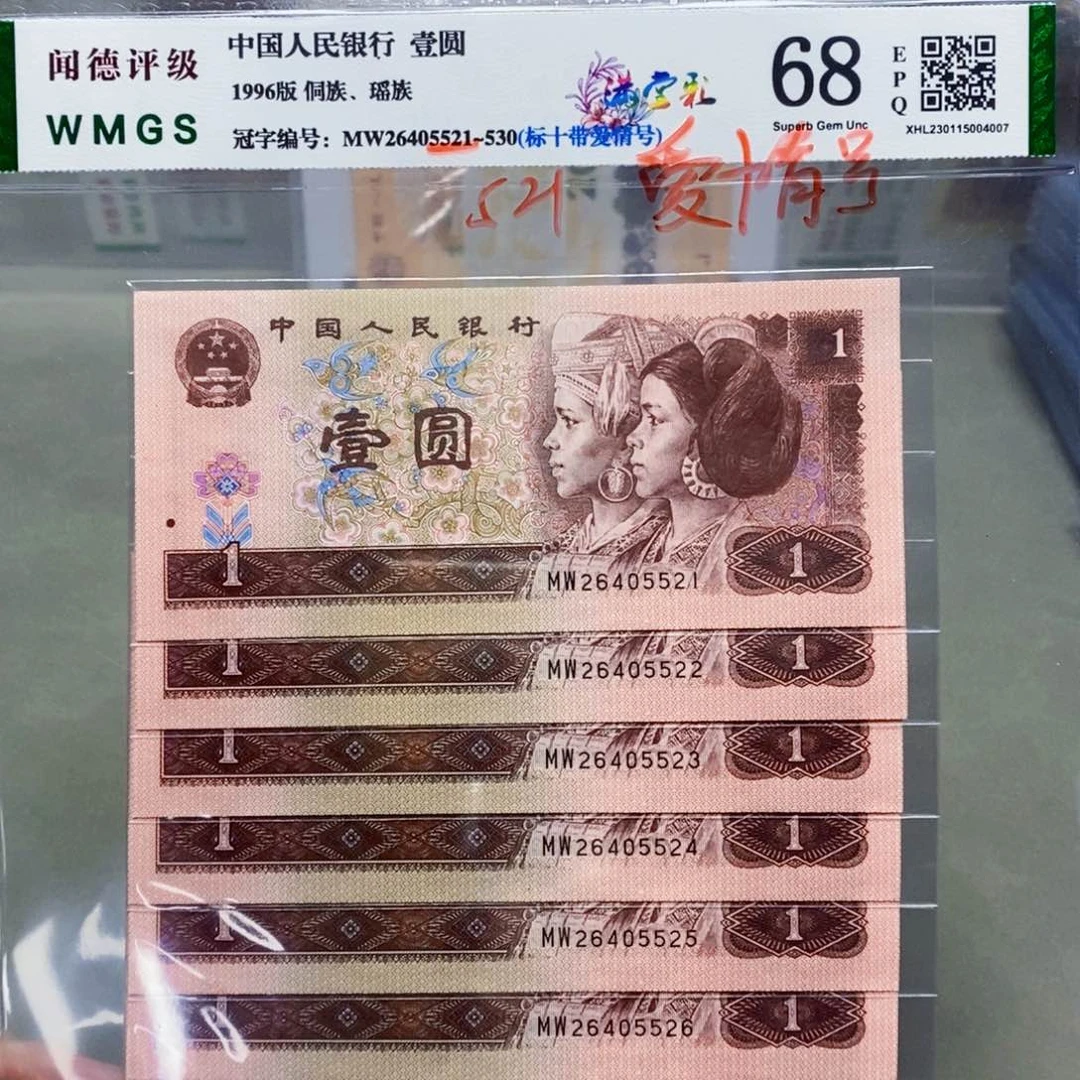 闻德评级
WMGS
中国人民银行 壹圆
1996版 侗族、瑶族
冠字编号：MW26405521~530(标十带爱情号)
满堂彩
68
Superb Gem Unc
EPQ
XHL230115004007
521 爱情号
中国人民银行
1
壹圆
1
MW26405521
1
1
MW26405522
1
1
MW26405523
1
1
MW26405524
1
1
MW26405525
1
1
MW26405526
1